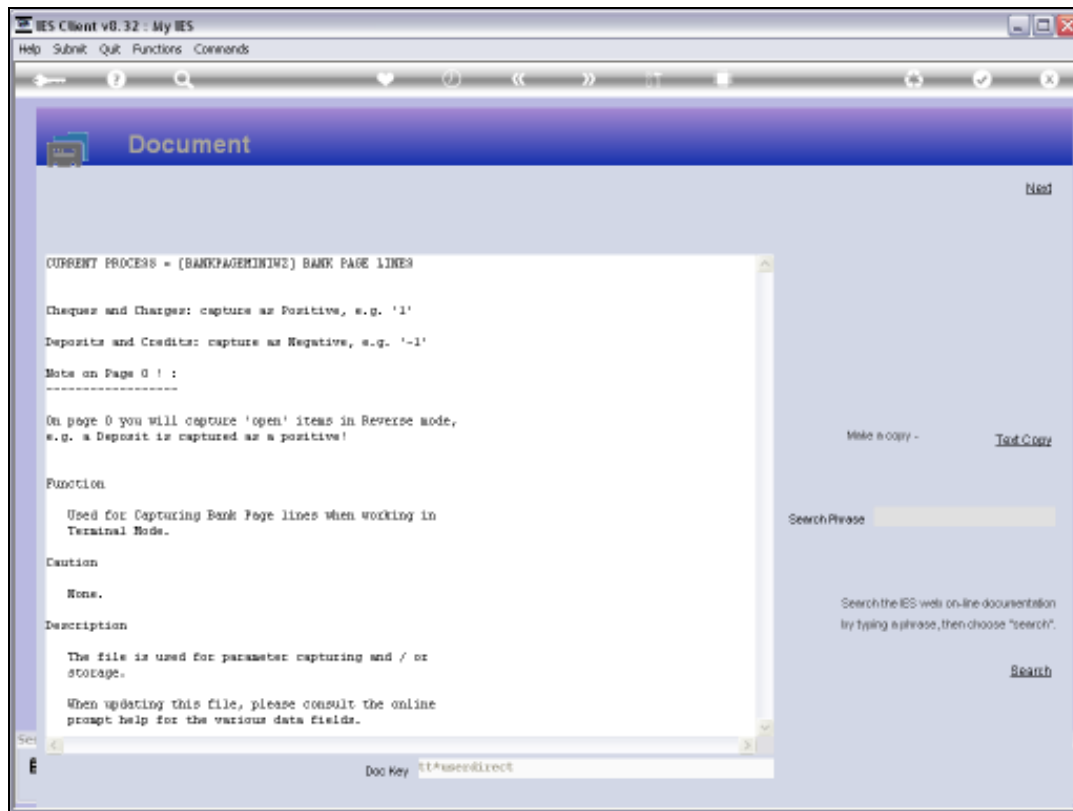 IES Client v8.32 : My IES
Help Submit Quit Functions Commands
Document
Next
CURRENT PROCESS = (BANKPAGEMINIWZ) BANK PAGE LINES
Cheques and Charges: capture as Positive, e.g. '1'
Deposits and Credits: capture as Negative, e.g. '-1'
Note on Page 0 ! :
------------------
On page 0 you will capture 'open' items in Reverse mode,
e.g. a Deposit is captured as a positive!
Make a copy -
Text Copy
Function
Used for Capturing Bank Page lines when working in
Terminal Mode.
Search Phrase
Caution
None.
Search the IES web on-line documentation
by typing a phrase, then choose "search".
Description
The file is used for parameter capturing and / or
storage.
Search
When updating this file, please consult the online
prompt help for the various data fields.
Doc Key tt*userdirect